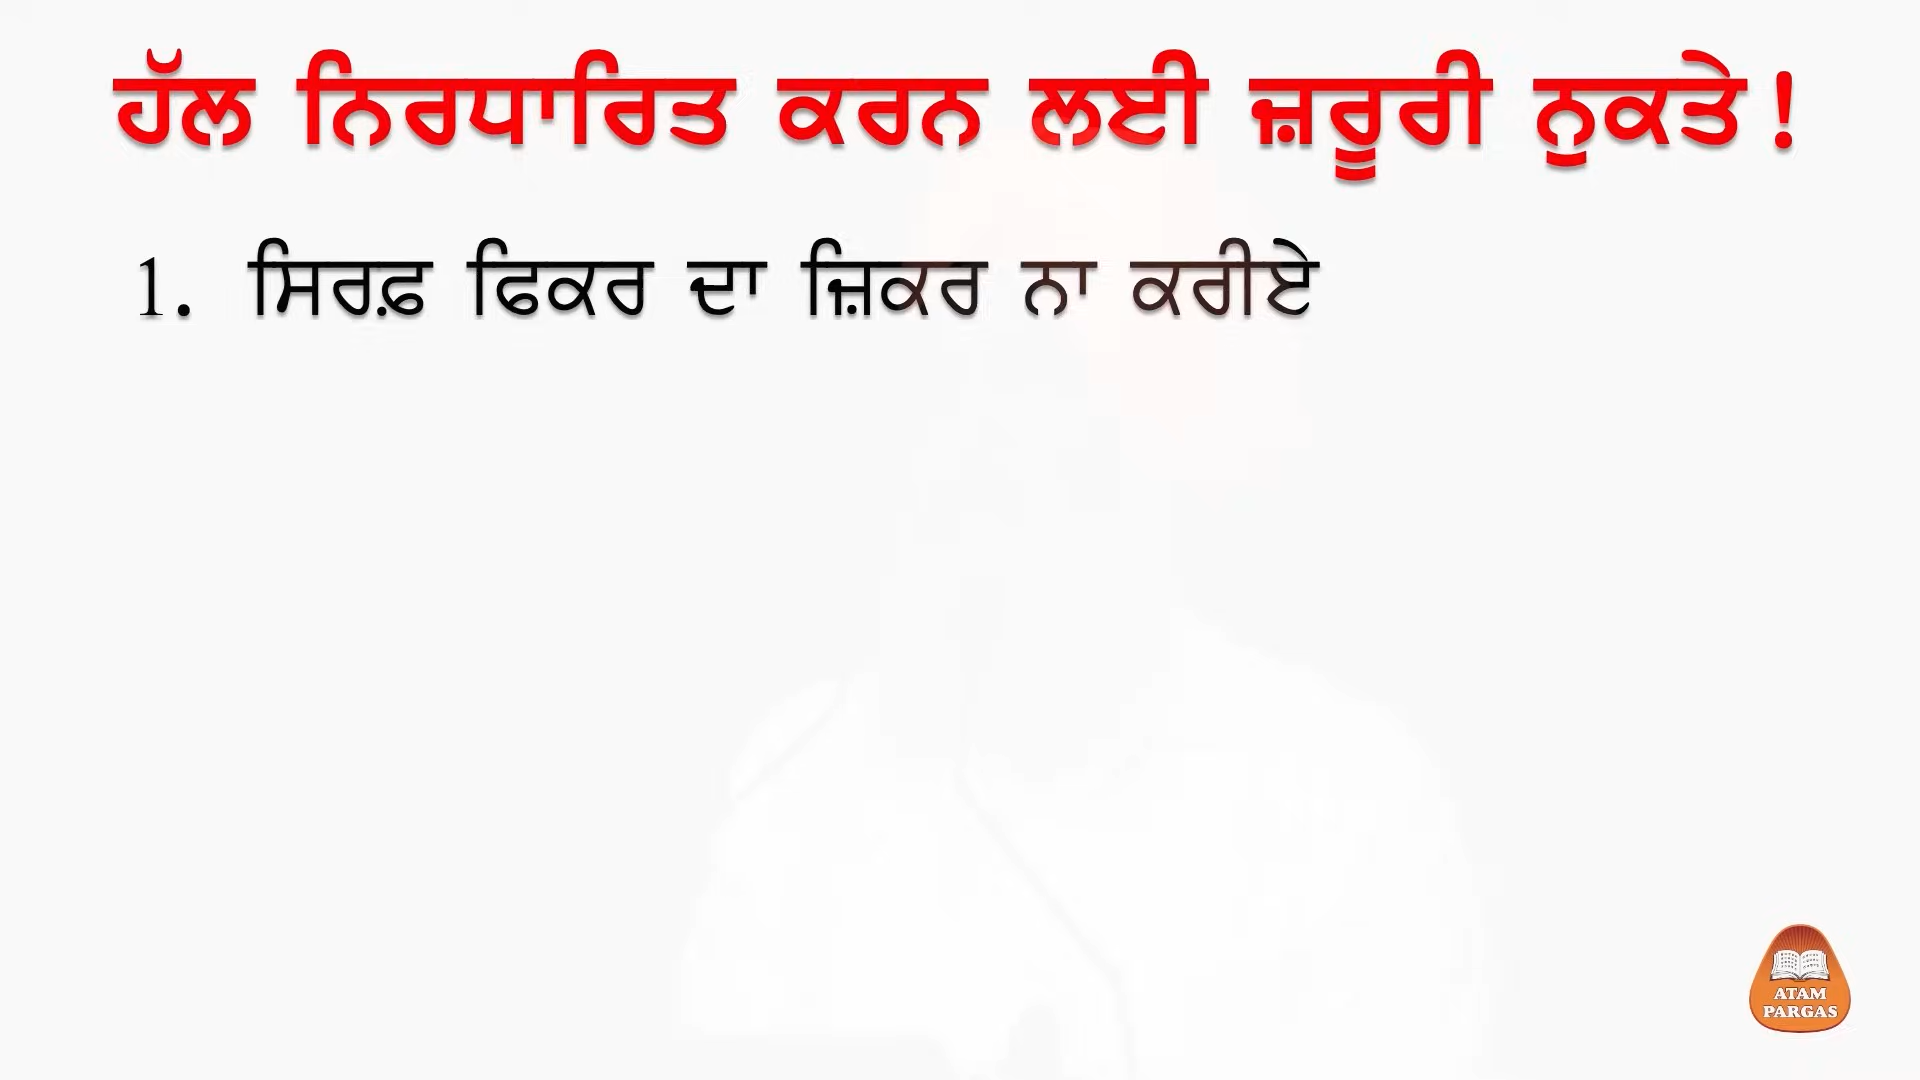 ਹੱਲ ਨਿਰਧਾਰਿਤ ਕਰਨ ਲਈ ਜ਼ਰੂਰੀ ਨੁਕਤੇ !
1. ਸਿਰਫ਼ ਫਿਕਰ ਦਾ ਜ਼ਿਕਰ ਨਾ ਕਰੀਏ
ATAM
PARGAS